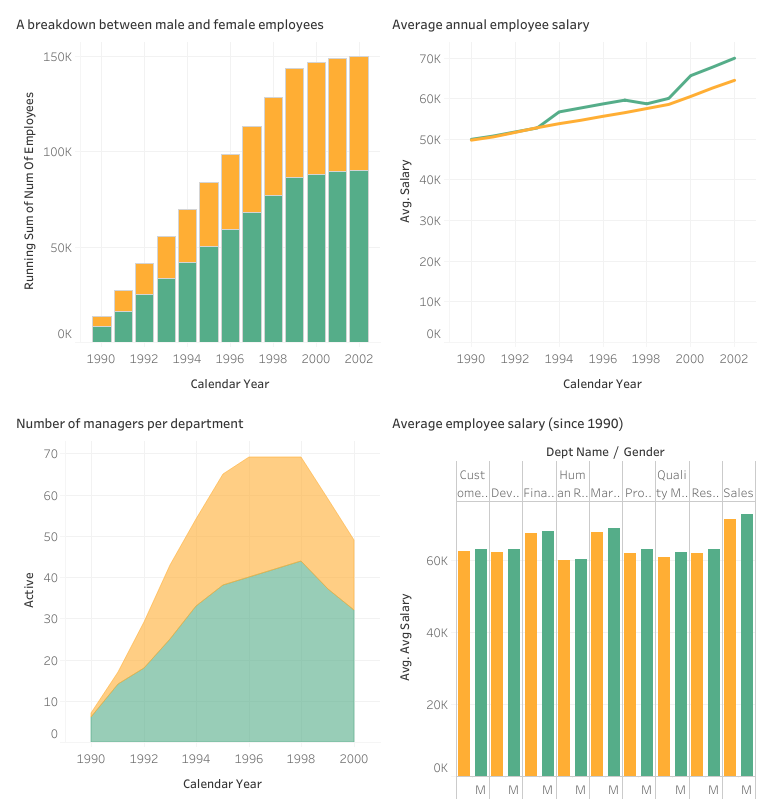 A breakdown between male and female employees
150K
100K
50K
0K
Running Sum of Num Of Employees
1990 1992 1994 1996 1998 2000 2002
Calendar Year
Average annual employee salary
70K
60K
50K
40K
30K
20K
10K
0K
Avg. Salary
1990 1992 1994 1996 1998 2000 2002
Calendar Year
Number of managers per department
70
60
50
40
30
20
10
0
Active
1990 1992 1994 1996 1998 2000
Calendar Year
Average employee salary (since 1990)
Dept Name / Gender
Cust Hum Quali
ome.. Dev.. Fina.. an R.. Mar.. Pro.. ty M.. Res.. Sales
60K
40K
20K
0K
Avg. Avg Salary
M M M M M M M M M